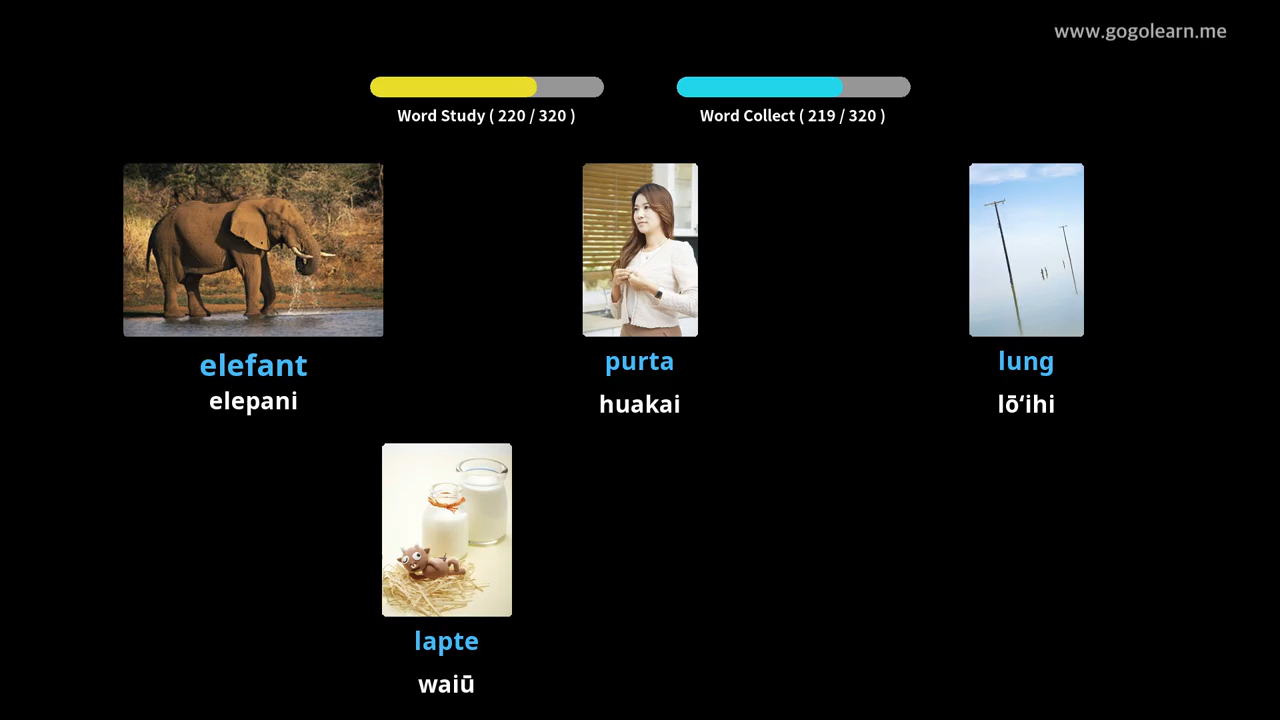 www.gogolearn.me
Word Study ( 220 / 320 )
Word Collect ( 219 / 320 )
elefant
elepani
purta
huakai
lung
lōʻihi
lapte
waiū